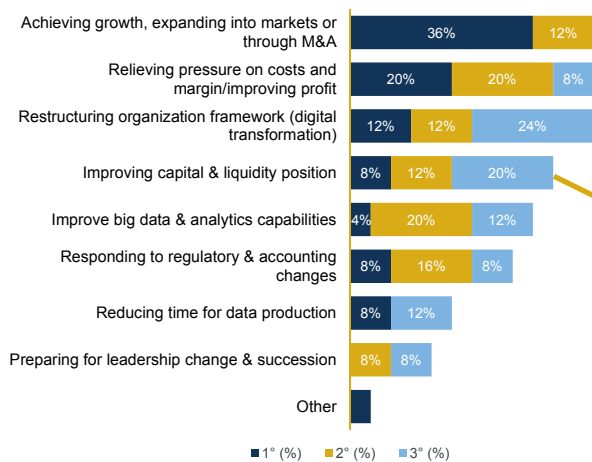 Achieving growth, expanding into markets or
through M&A
36%
12%
Relieving pressure on costs and
margin/improving profit
20%
20%
8%
Restructuring organization framework (digital
transformation)
12%
12%
24%
Improving capital & liquidity position
8%
12%
20%
Improve big data & analytics capabilities
4%
20%
12%
Responding to regulatory & accounting
changes
8%
16%
8%
Reducing time for data production
8%
12%
Preparing for leadership change & succession
8%
8%
Other
1° (%)
2° (%)
3° (%)